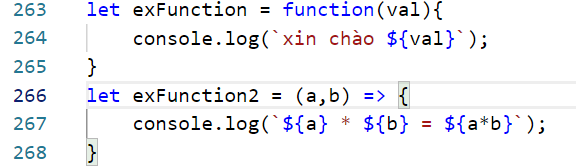 263 let exFunction = function(val){
264     console.log(`xin chào ${val}`);
265 }
266 let exFunction2 = (a,b) => {
267     console.log(`${a} * ${b} = ${a*b}`);
268 }